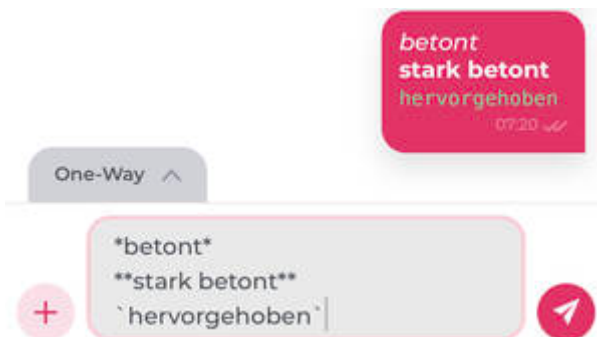 betont
stark betont
hervorgehoben
07:20
One-Way
*betont*
**stark betont**
`hervorgehoben`